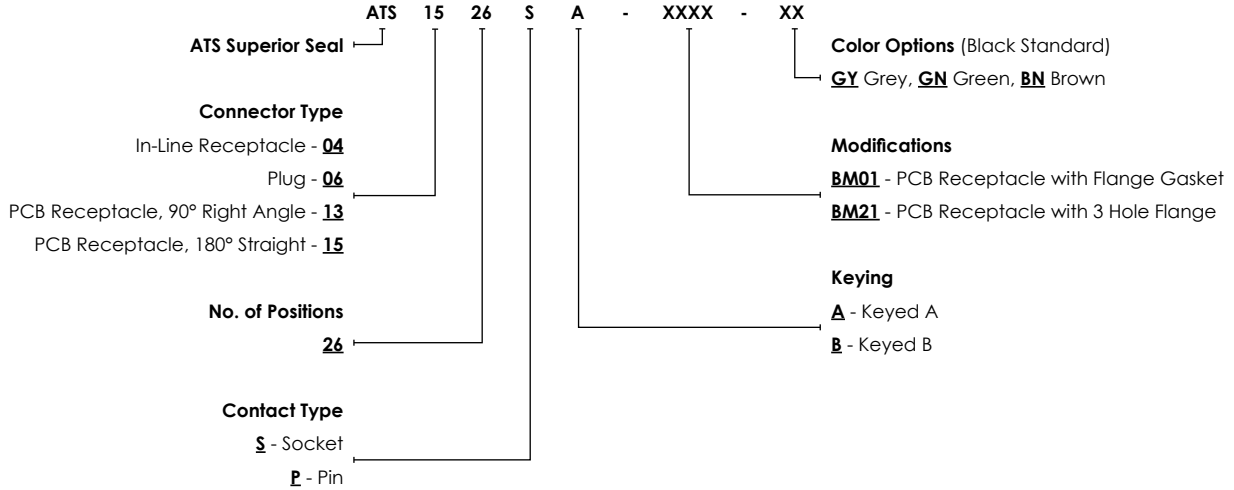 ATS 15 26 S A - XXXX - XX
ATS Superior Seal
Connector Type
In-Line Receptacle - 04
Plug - 06
PCB Receptacle, 90° Right Angle - 13
PCB Receptacle, 180° Straight - 15
No. of Positions
26
Contact Type
S - Socket
P - Pin
Color Options (Black Standard)
GY Grey, GN Green, BN Brown
Modifications
BM01 - PCB Receptacle with Flange Gasket
BM21 - PCB Receptacle with 3 Hole Flange
Keying
A - Keyed A
B - Keyed B